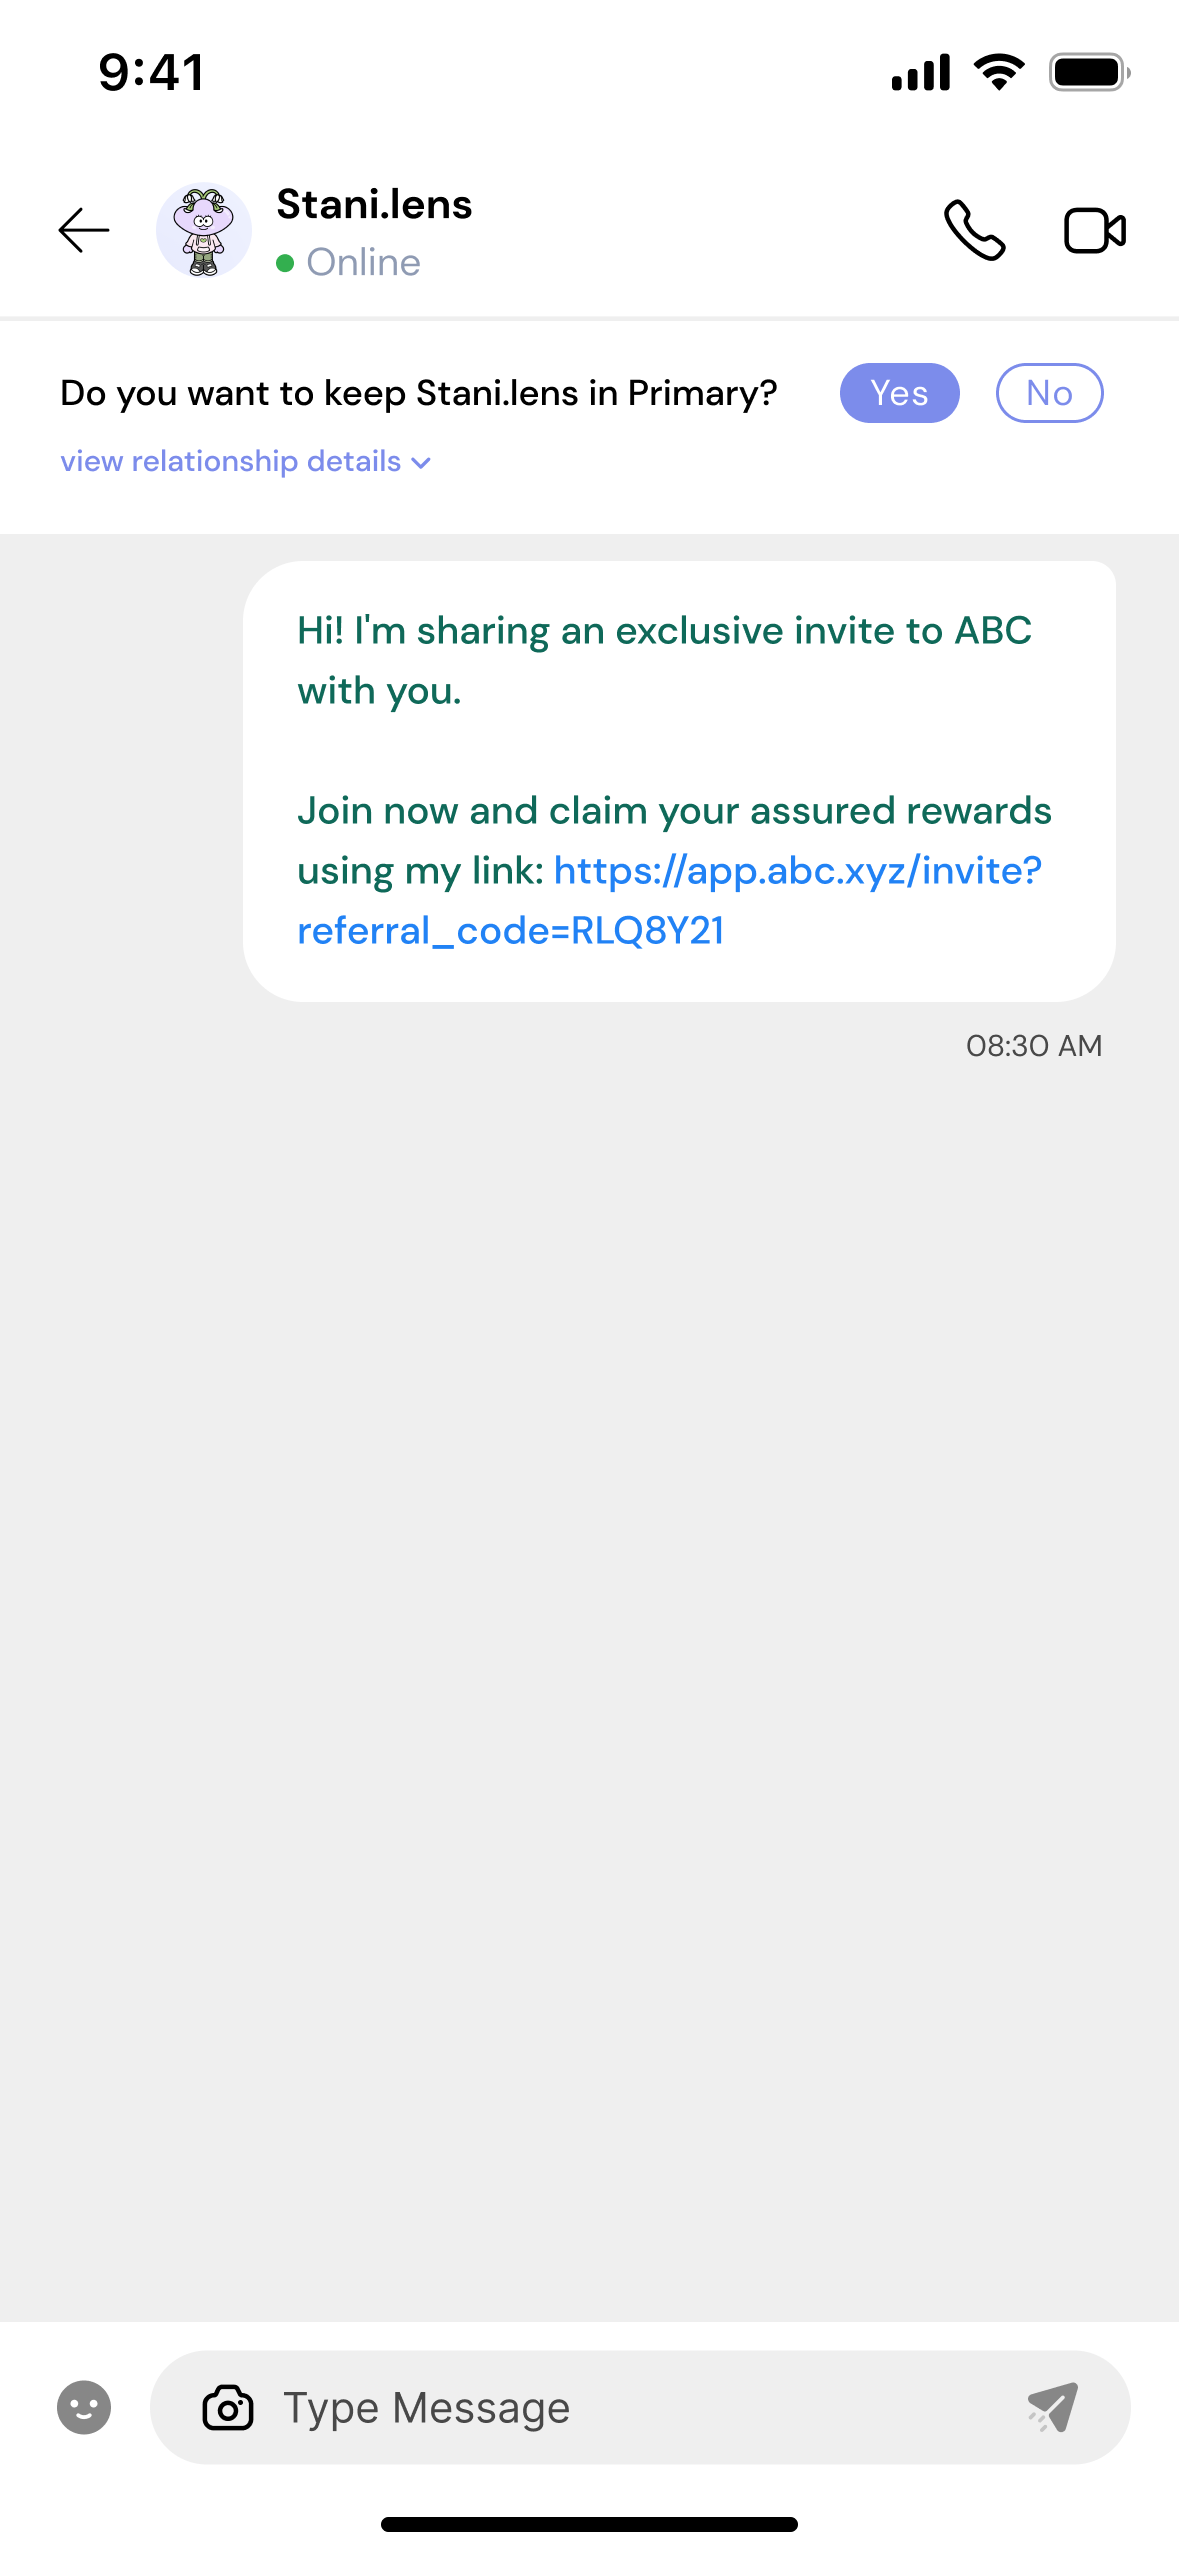 9:41
Stani.lens
Online
Do you want to keep Stani.lens in Primary?
Yes
No
view relationship details
Hi! I'm sharing an exclusive invite to ABC
with you.
Join now and claim your assured rewards
using my link: https://app.abc.xyz/invite?
referral_code=RLQ8Y21
08:30 AM
Type Message